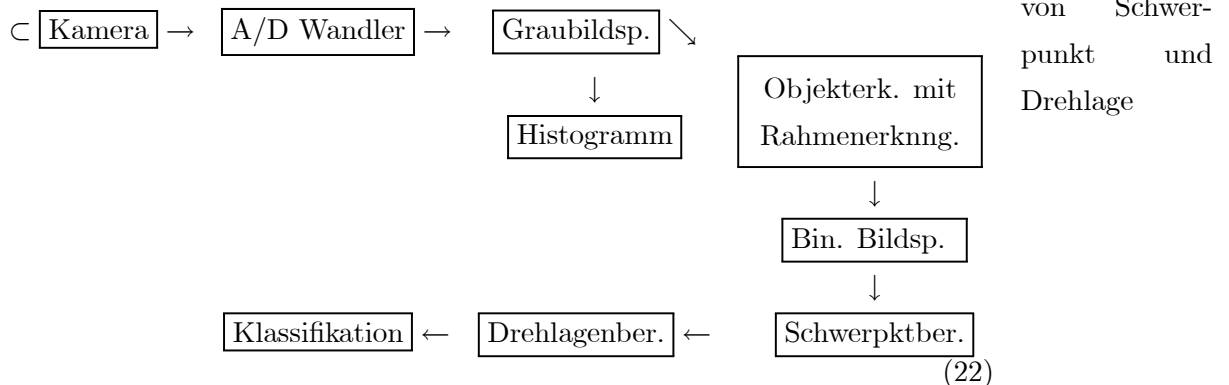 ⊂ Kamera → A/D Wandler → Graubildsp. ↘
↓
Histogramm
Objekterk. mit
Rahmenerknng.
↓
Bin. Bildsp.
↓
Klassifikation ← Drehlagenber. ← Schwerpktber.
(22)
von Schwer-
punkt und
Drehlage